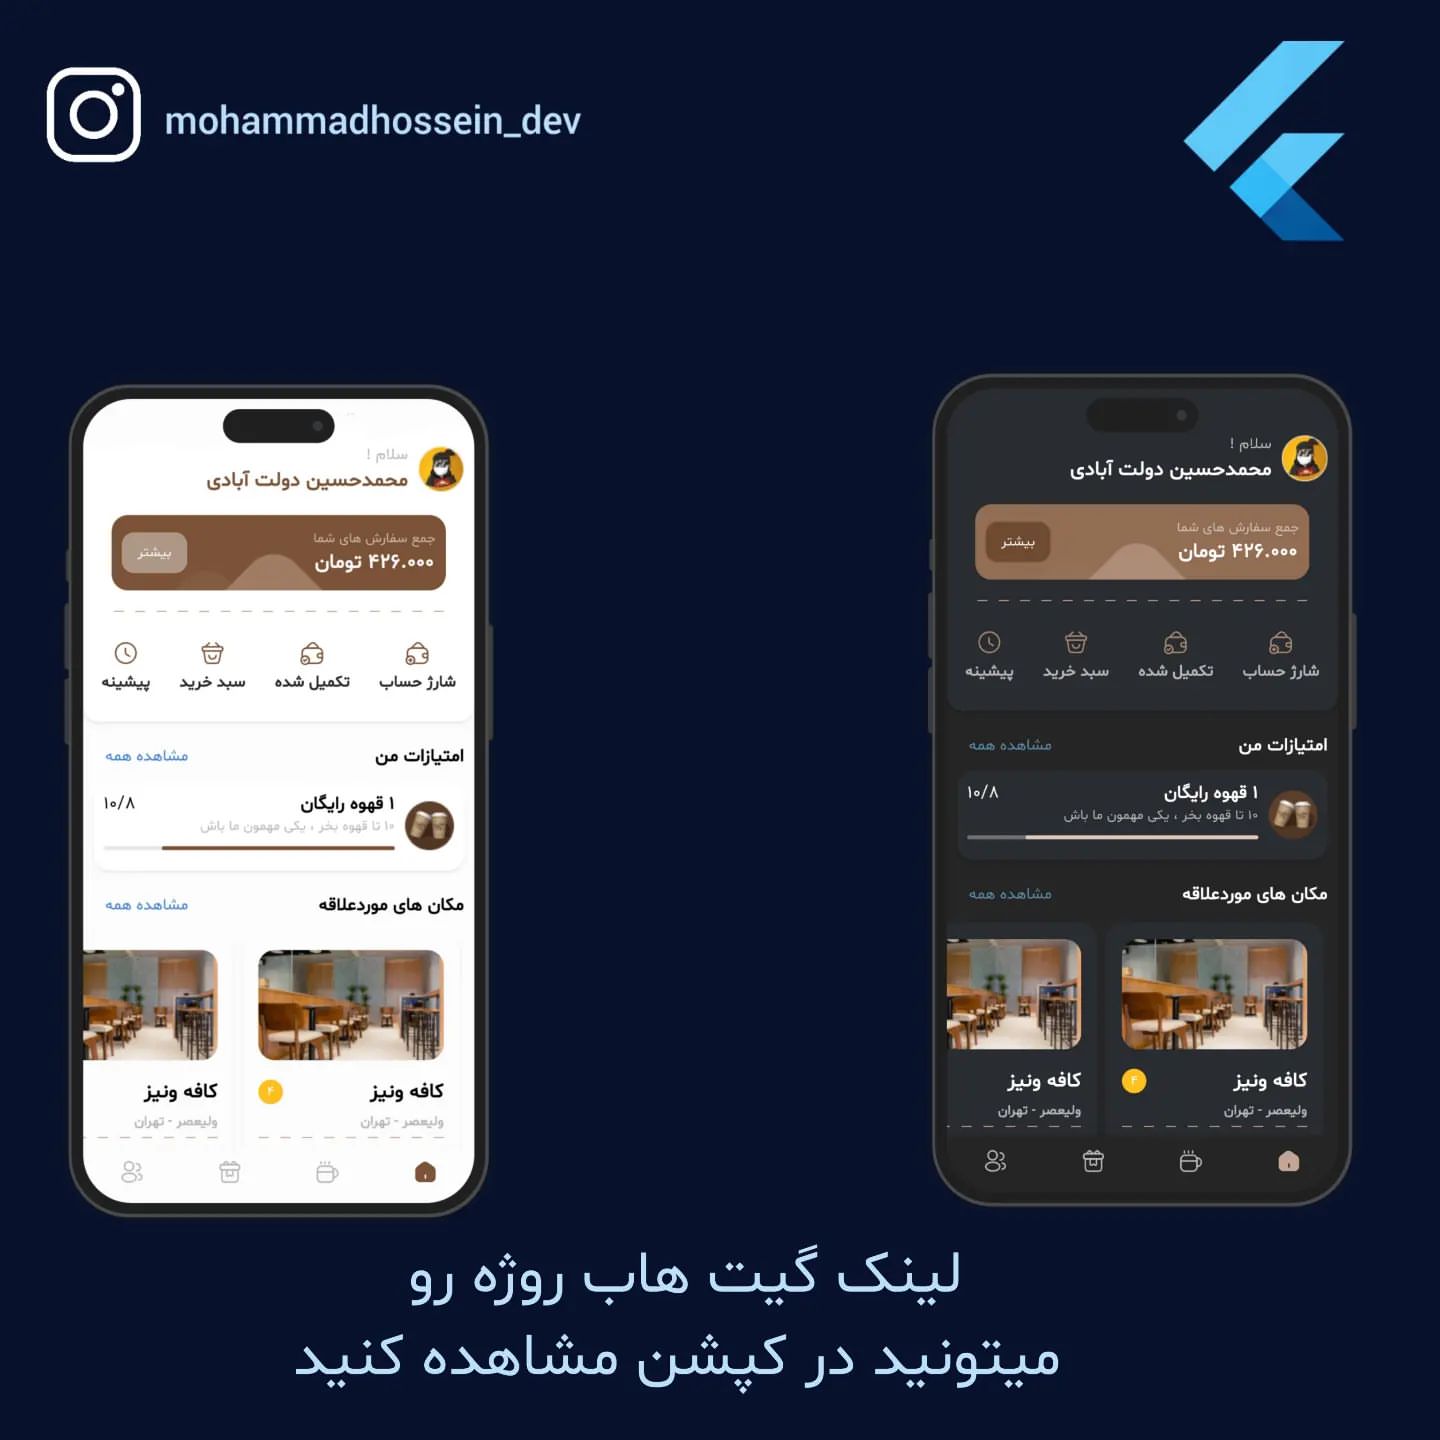 mohammadhossein_dev
سلام !
محمدحسین دولت آبادی
جمع سفارش های شما
۴۲۶.۰۰۰ تومان
بیشتر
شارژ حساب
تکمیل شده
سبد خرید
پیشینه
امتیازات من
مشاهده همه
۱ قهوه رایگان
۱۰/۸
۱۰ تا قهوه بخر ، یکی مهمون ما باش
مکان های موردعلاقه
مشاهده همه
کافه ونیز
۴
کافه ونیز
ولیعصر - تهران
ولیعصر - تهران
سلام !
محمدحسین دولت آبادی
جمع سفارش های شما
۴۲۶.۰۰۰ تومان
بیشتر
شارژ حساب
تکمیل شده
سبد خرید
پیشینه
امتیازات من
مشاهده همه
۱ قهوه رایگان
۱۰/۸
۱۰ تا قهوه بخر ، یکی مهمون ما باش
مکان های موردعلاقه
مشاهده همه
کافه ونیز
۴
کافه ونیز
ولیعصر - تهران
ولیعصر - تهران
لینک گیت هاب روژه رو
میتونید در کپشن مشاهده کنید